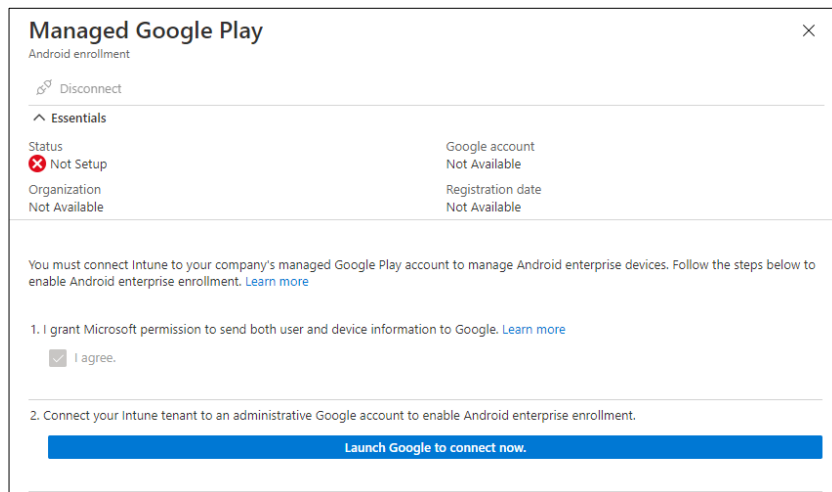 Managed Google Play
Android enrollment
Disconnect
Essentials
Status
Google account
Not Setup
Not Available
Organization
Registration date
Not Available
Not Available
You must connect Intune to your company's managed Google Play account to manage Android enterprise devices. Follow the steps below to
enable Android enterprise enrollment. Learn more
1. I grant Microsoft permission to send both user and device information to Google. Learn more
I agree.
2. Connect your Intune tenant to an administrative Google account to enable Android enterprise enrollment.
Launch Google to connect now.